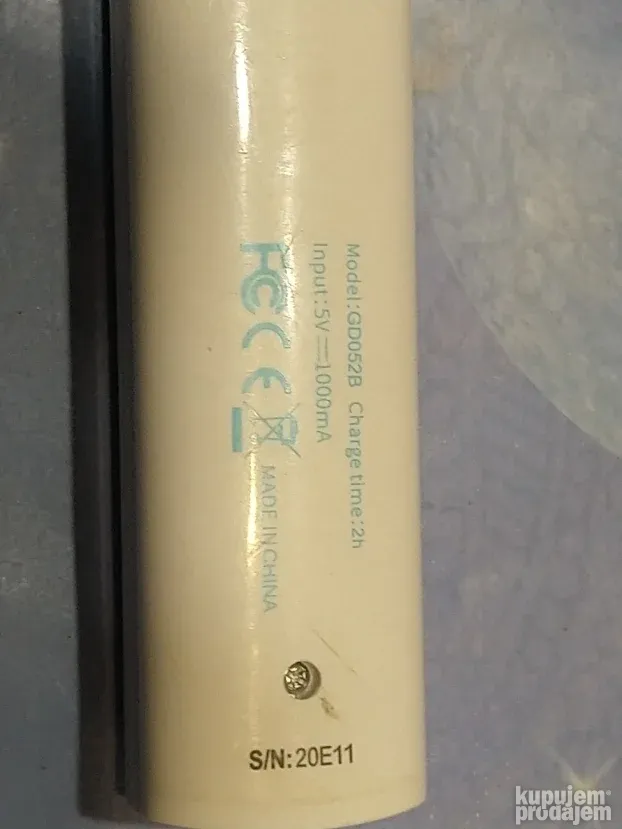 Model:GD052B Charge time:2h
Input:5V⎓1000mA
FC CE MADE IN CHINA
S/N:20E11
kupujem
prodajem